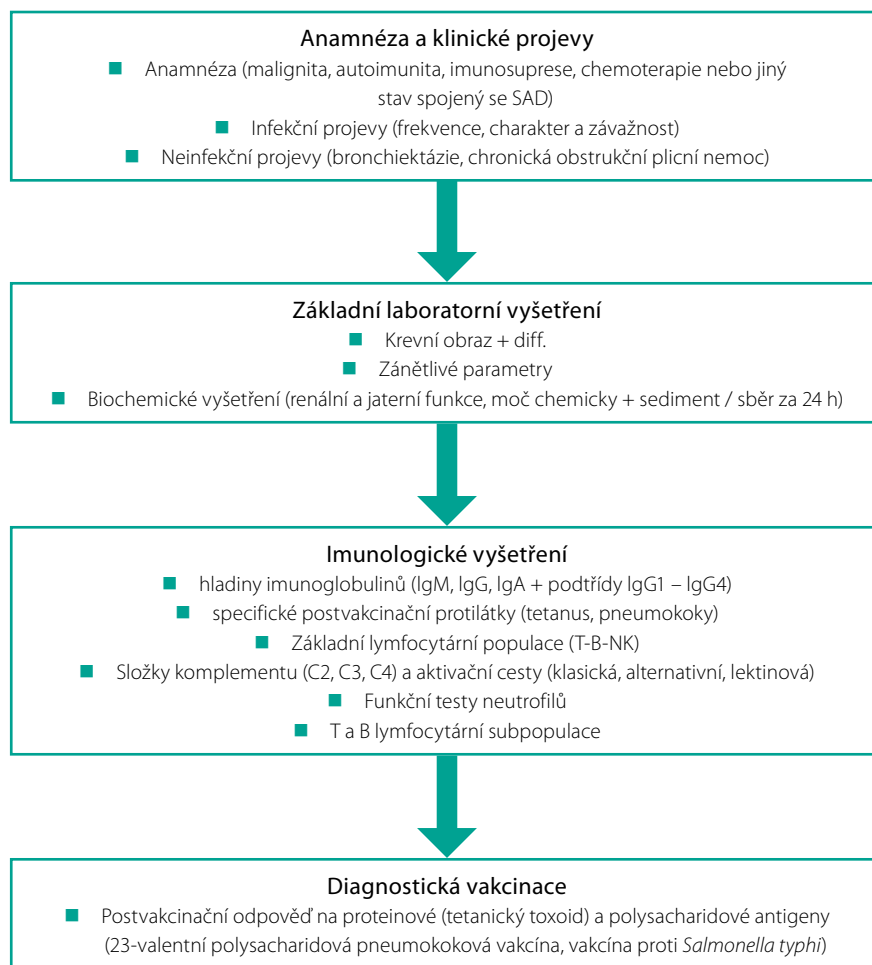 Anamnéza a klinické projevy
■ Anamnéza (malignita, autoimunita, imunosuprese, chemoterapie nebo jiný
stav spojený se SAD)
■ Infekční projevy (frekvence, charakter a závažnost)
■ Neinfekční projevy (bronchiektázie, chronická obstrukční plicní nemoc)
Základní laboratorní vyšetření
■ Krevní obraz + diff.
■ Zánětlivé parametry
■ Biochemické vyšetření (renální a jaterní funkce, moč chemicky + sediment / sběr za 24 h)
Imunologické vyšetření
■ hladiny imunoglobulinů (IgM, IgG, IgA + podtřídy IgG1 – IgG4)
■ specifické postvakcinační protilátky (tetanus, pneumokoky)
■ Základní lymfocytární populace (T-B-NK)
■ Složky komplementu (C2, C3, C4) a aktivační cesty (klasická, alternativní, lektinová)
■ Funkční testy neutrofilů
■ T a B lymfocytární subpopulace
Diagnostická vakcinace
■ Postvakcinační odpověď na proteinové (tetanický toxoid) a polysacharidové antigeny
(23-valentní polysacharidová pneumokoková vakcína, vakcína proti Salmonella typhi)